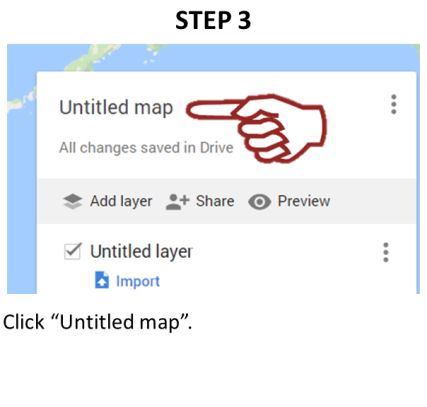 STEP 3
Untitled map
All changes saved in Drive
Add layer Share Preview
Untitled layer
Import
Click “Untitled map”.